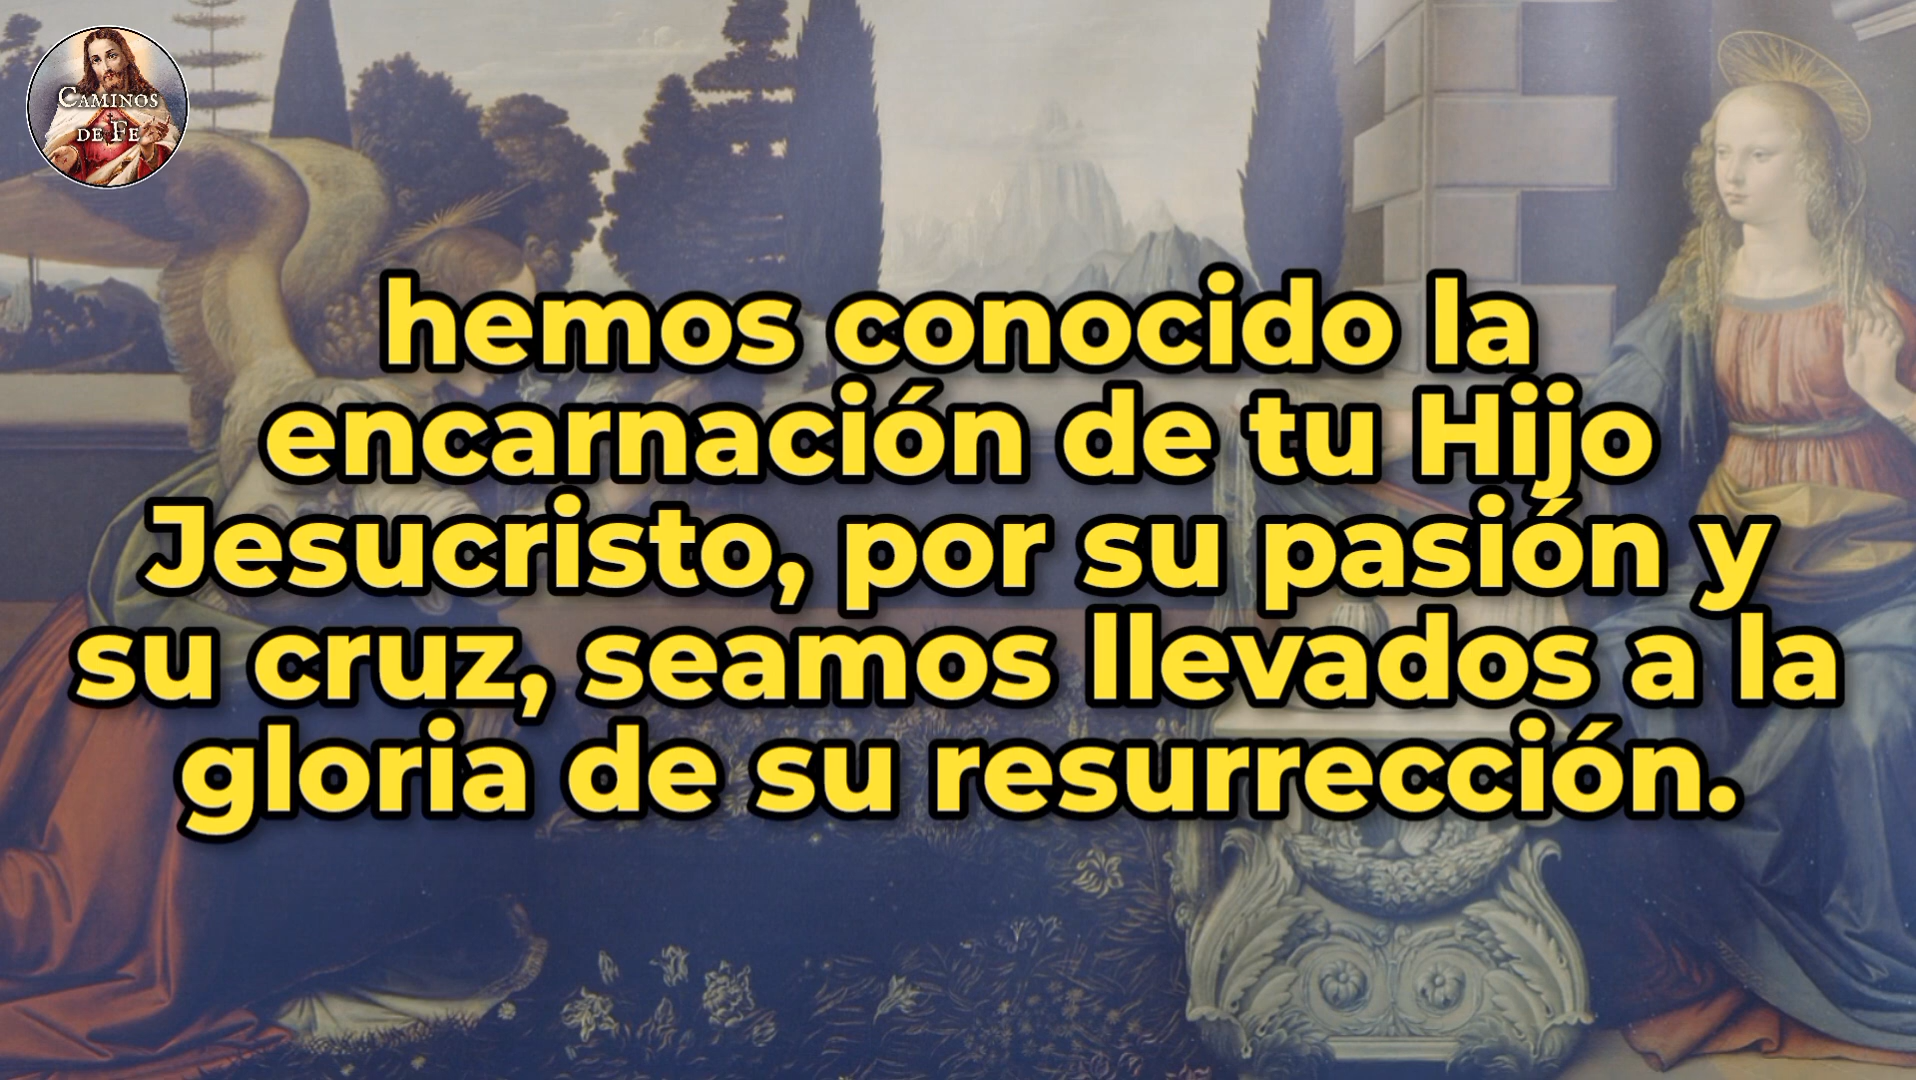 CAMINOS
DE FE
hemos conocido la
encarnación de tu Hijo
Jesucristo, por su pasión y
su cruz, seamos llevados a la
gloria de su resurrección.